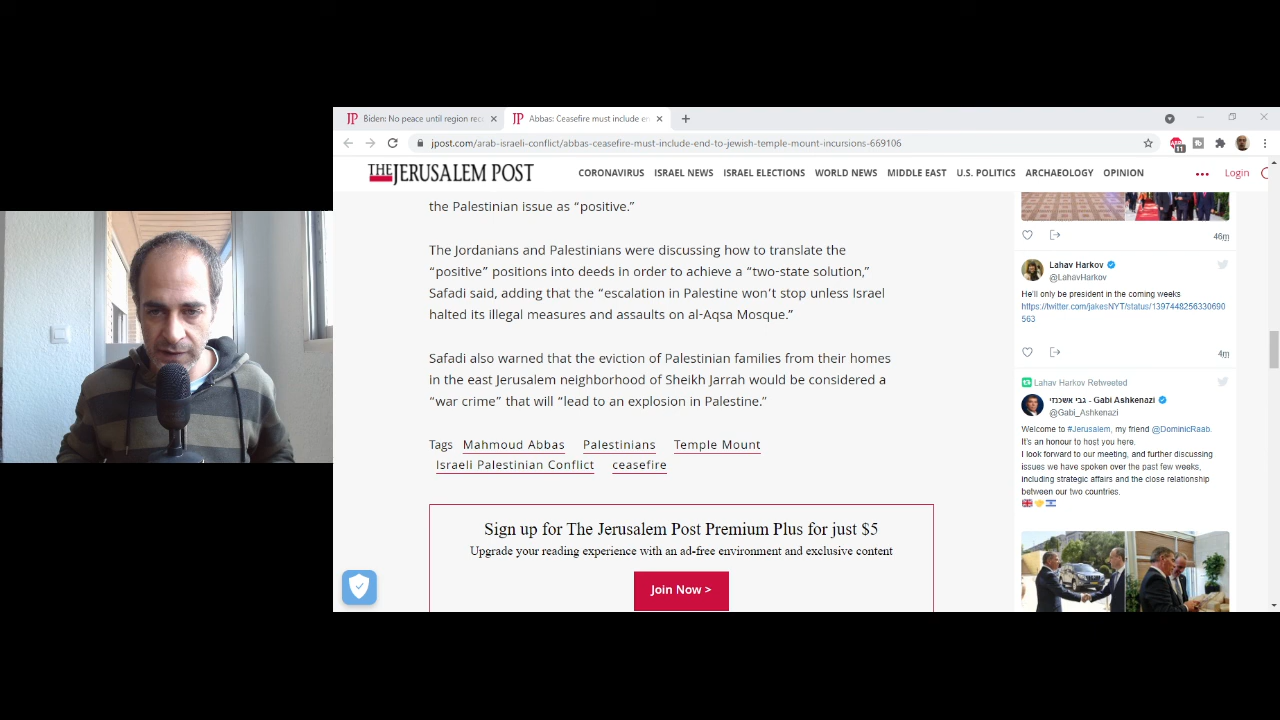 Biden: No peace until region rec
Abbas: Ceasefire must include en
jpost.com/arab-israeli-conflict/abbas-ceasefire-must-include-end-to-jewish-temple-mount-incursions-669106
11
THE JERUSALEM POST
CORONAVIRUS ISRAEL NEWS ISRAEL ELECTIONS WORLD NEWS MIDDLE EAST U.S. POLITICS ARCHAEOLOGY OPINION
Login
the Palestinian issue as “positive.”
The Jordanians and Palestinians were discussing how to translate the
“positive” positions into deeds in order to achieve a “two-state solution,”
Safadi said, adding that the “escalation in Palestine won’t stop unless Israel
helted its illegal measures and assaults on al-Aqsa Mosque.”
Safadi also warned that the eviction of Palestinian families from their homes
in the east Jerusalem neighborhood of Sheikh Jarrah would be considered a
“war crime” that will “lead to an explosion in Palestine.”
Tags Mahmoud Abbas Palestinians Temple Mount
Israeli Palestinian Conflict ceasefire
Sign up for The Jerusalem Post Premium Plus for just $5
Upgrade your reading experience with an ad-free environment and exclusive content
Join Now >
46m
Lahav Harkov
@LahavHarkov
He'll only be president in the coming weeks
https://twitter.com/jakesNYT/status/1397448256330690
563
4m
Lahav Harkov Retweeted
גבי אשכנזי - Gabi Ashkenazi
@Gabi_Ashkenazi
Welcome to #Jerusalem, my friend @DominicRaab.
It's an honour to host you here.
I look forward to our meeting, and further discussing
issues we have spoken over the past few weeks,
including strategic affairs and the close relationship
between our two countries.